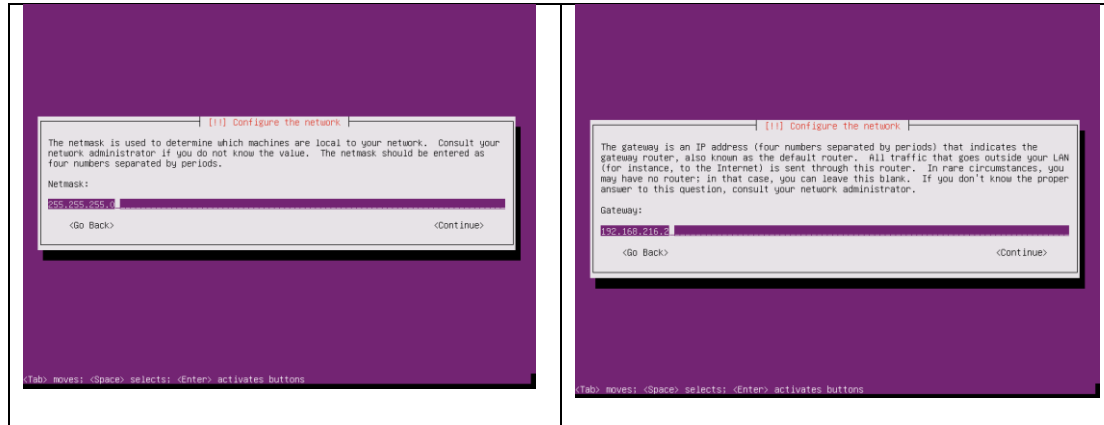 [!!] Configure the network
The netmask is used to determine which machines are local to your network.  Consult your
network administrator if you do not know the value.  The netmask should be entered as
four numbers separated by periods.
Netmask:
255.255.255.0
<Go Back> <Continue>
<Tab> moves; <Space> selects; <Enter> activates buttons
[!!] Configure the network
The gateway is an IP address (four numbers separated by periods) that indicates the
gateway router, also known as the default router.  All traffic that goes outside your LAN
(for instance, to the Internet) is sent through this router.  In rare circumstances, you
may have no router; in that case, you can leave this blank.  If you don't know the proper
answer to this question, consult your network administrator.
Gateway:
192.168.216.2
<Go Back> <Continue>
<Tab> moves; <Space> selects; <Enter> activates buttons